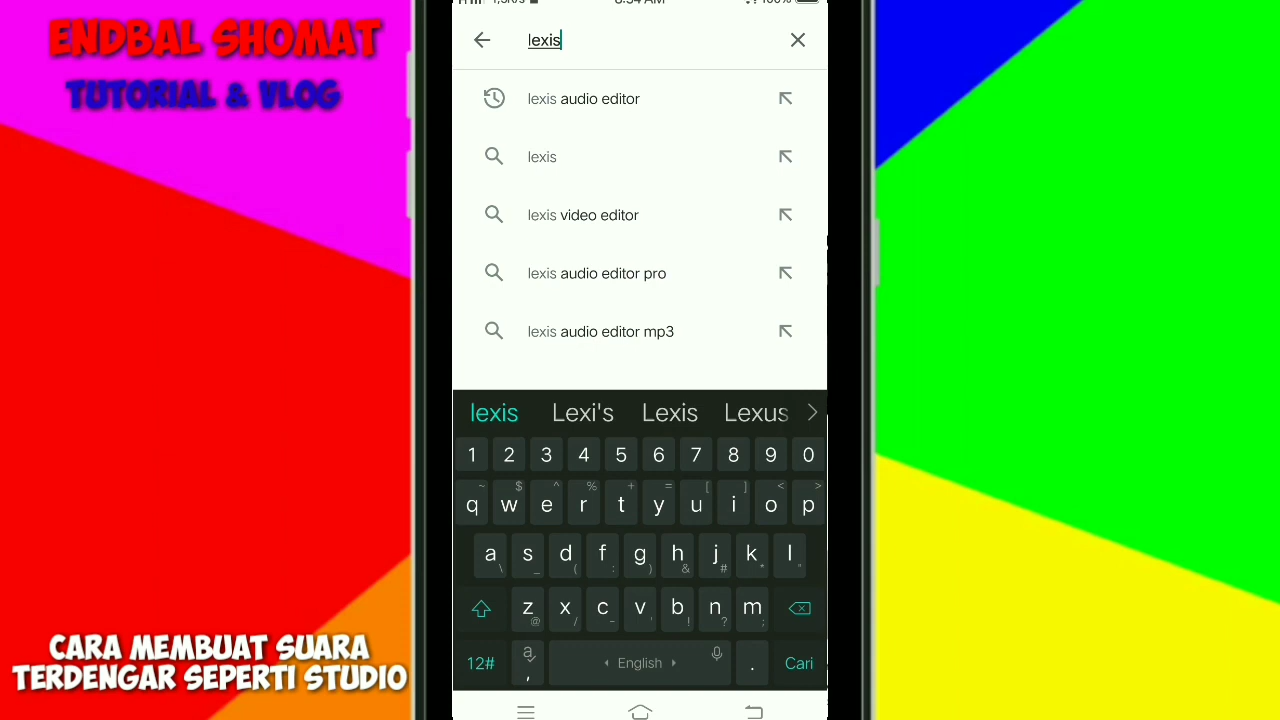 ENDBAL SHOMAT
TUTORIAL & VLOG
lexis
lexis audio editor
lexis
lexis video editor
lexis audio editor pro
lexis audio editor mp3
lexis Lexi's Lexis Lexus
1 2 3 4 5 6 7 8 9 0
~ $ ^ % + = [ ] < >
q w e r t y u i o p
a s d f g h j k l
\ _ ( : ) & # * "
z x c v b n m
@ / - ' ! ? ;
12# a , English . Cari
CARA MEMBUAT SUARA
TERDENGAR SEPERTI STUDIO